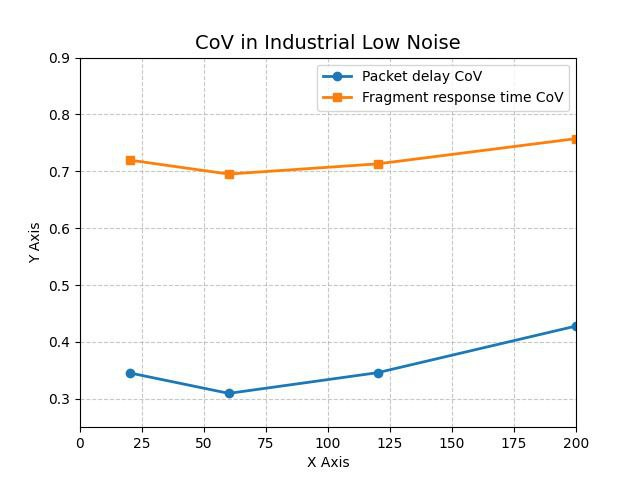 CoV in Industrial Low Noise
Packet delay CoV
Fragment response time CoV
Y Axis
0.9
0.8
0.7
0.6
0.5
0.4
0.3
0 25 50 75 100 125 150 175 200
X Axis